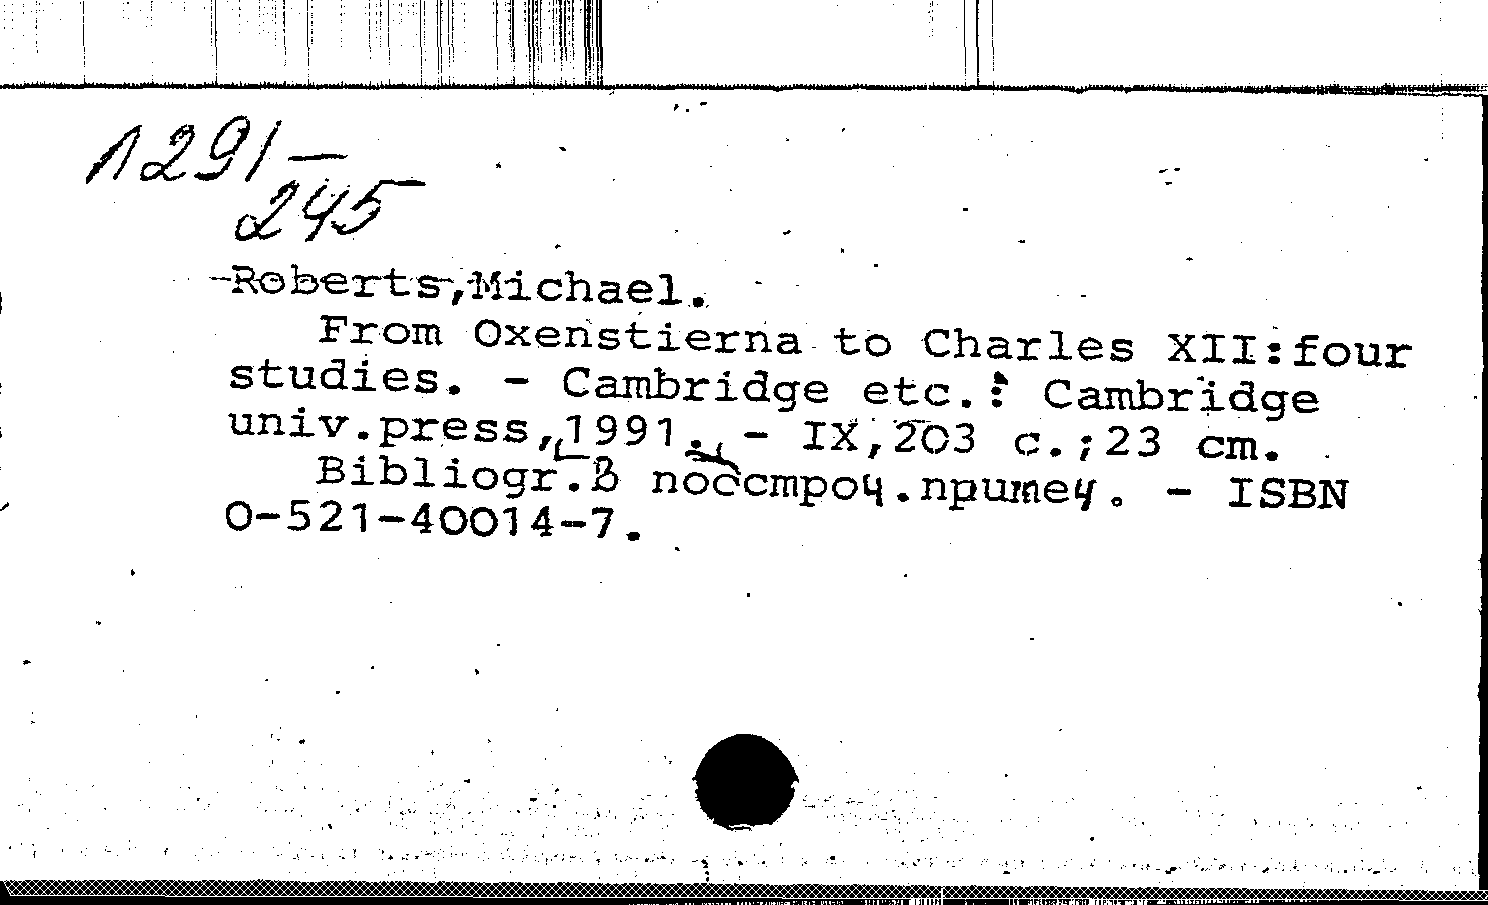 Л291-
245
Roberts,Michael.
From Oxenstierna to Charles XII:four
studies. - Cambridge etc.: Cambridge
univ.press, 1991. - IX,203 c.;23 cm.
Bibliogr.в подстроч.примеч. - ISBN
0-521-40014-7.